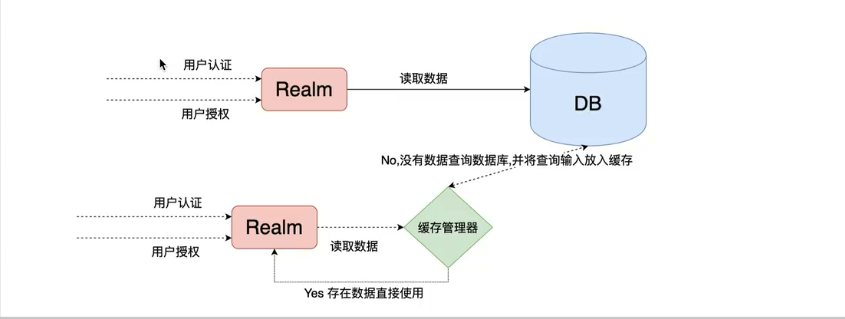 用户认证
Realm
读取数据
用户授权
DB
No,没有数据查询数据库,并将查询输入放入缓存
用户认证
Realm
缓存管理器
读取数据
用户授权
Yes 存在数据直接使用